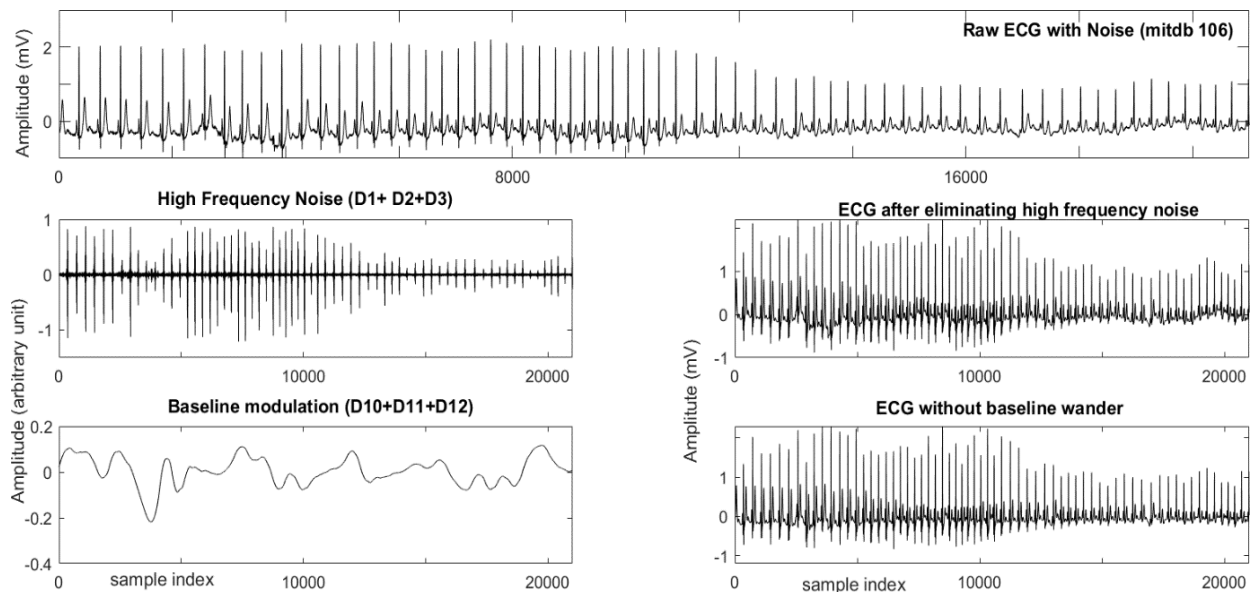 Raw ECG with Noise (mitdb 106)
Amplitude (mV)
2
0
0 8000 16000
High Frequency Noise (D1+ D2+D3)
1
0
-1
0 10000 20000
Amplitude (arbitrary unit)
Baseline modulation (D10+D11+D12)
0.2
0
-0.2
-0.4
0 10000 20000
sample index
ECG after eliminating high frequency noise
1
0
-1
0 10000 20000
Amplitute (mV)
ECG without baseline wander
1
0
-1
0 10000 20000
sample index